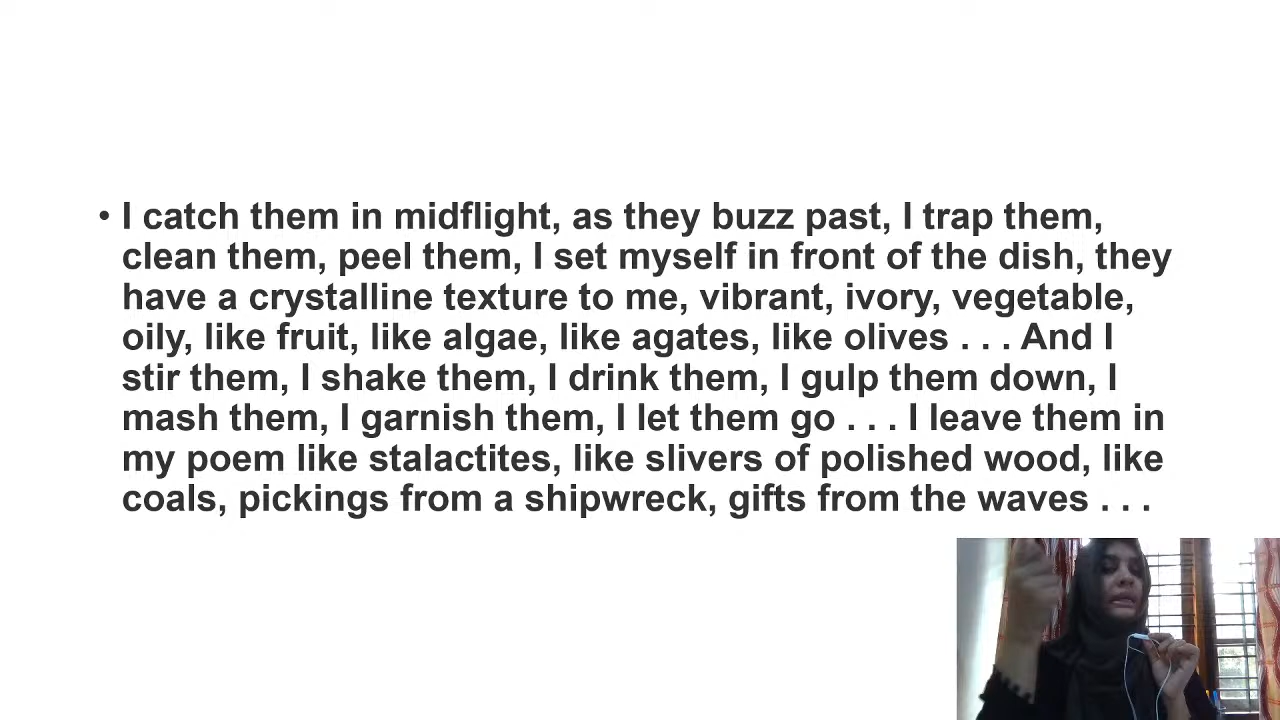 • I catch them in midflight, as they buzz past, I trap them,
clean them, peel them, I set myself in front of the dish, they
have a crystalline texture to me, vibrant, ivory, vegetable,
oily, like fruit, like algae, like agates, like olives . . . And I
stir them, I shake them, I drink them, I gulp them down, I
mash them, I garnish them, I let them go . . . I leave them in
my poem like stalactites, like slivers of polished wood, like
coals, pickings from a shipwreck, gifts from the waves . . .